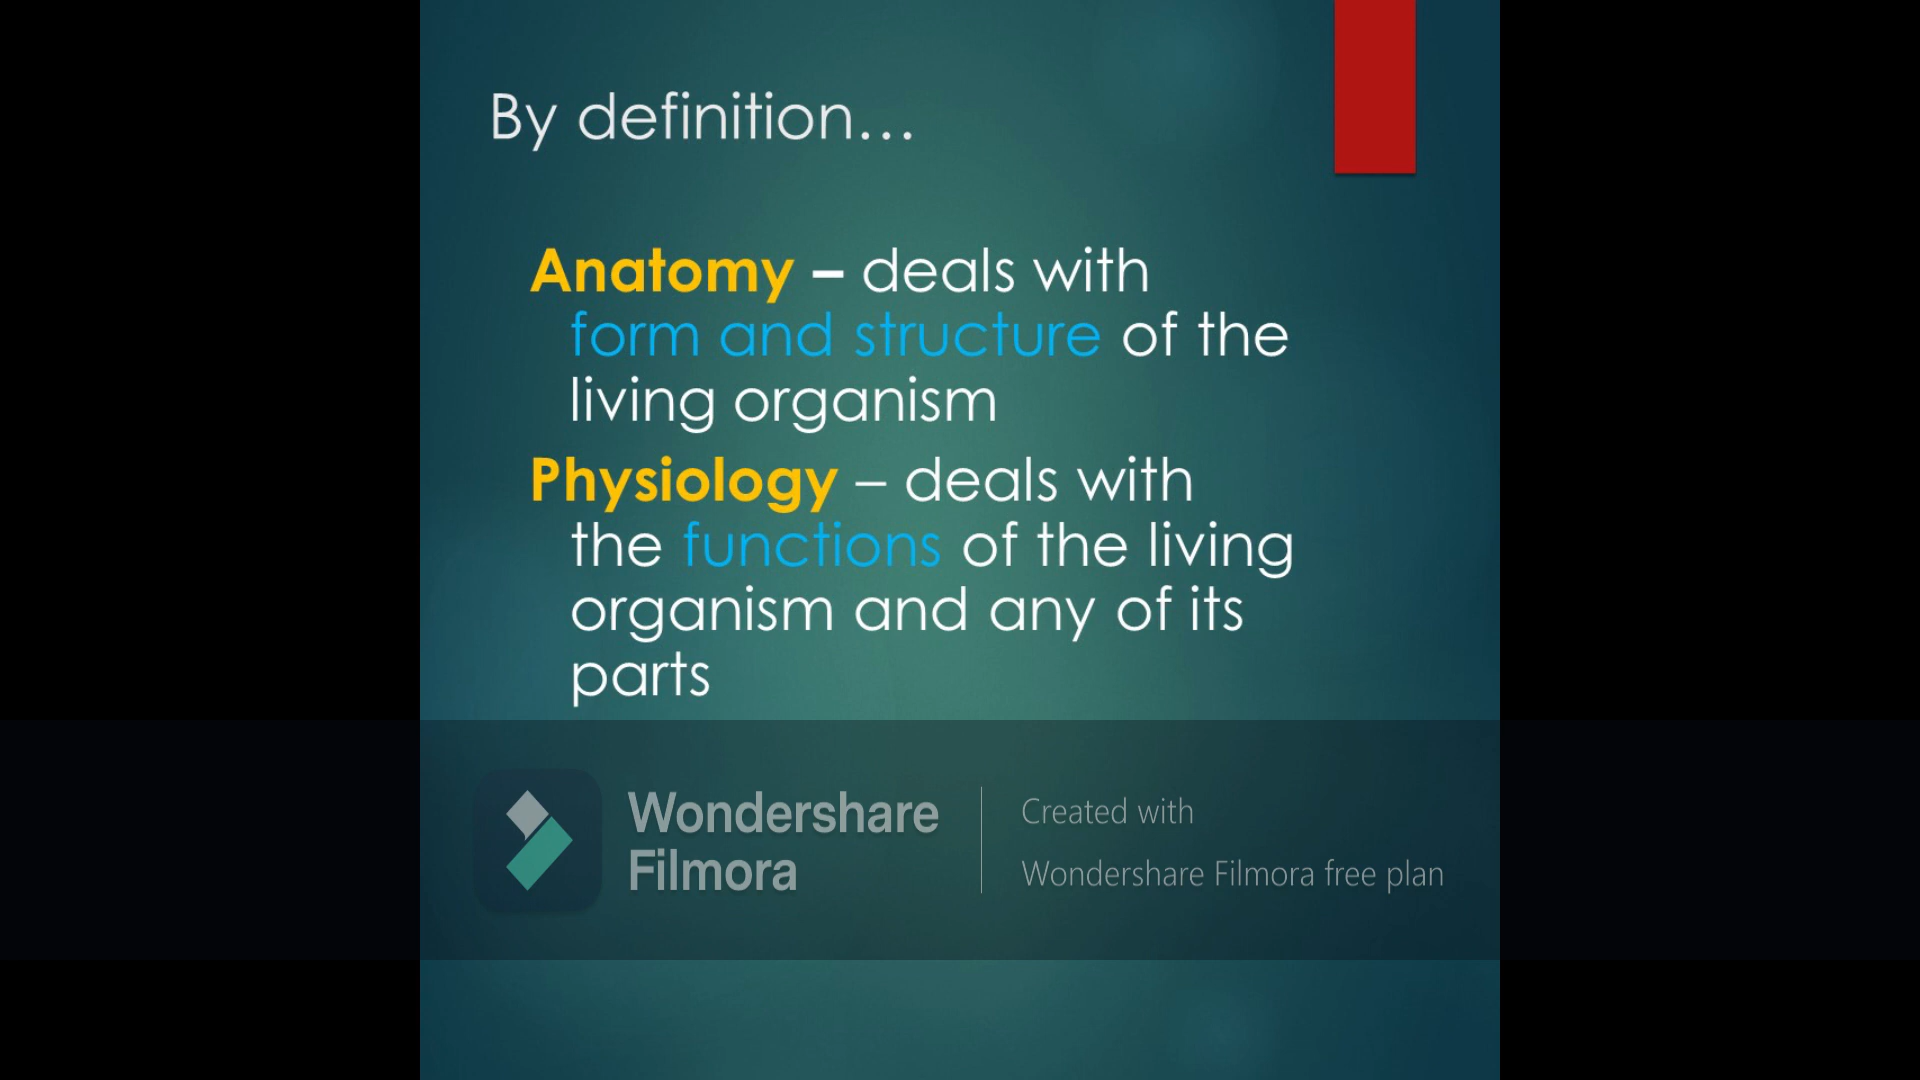 By definition…
Anatomy – deals with
form and structure of the
living organism
Physiology – deals with
the functions of the living
organism and any of its
parts
Wondershare
Filmora
Created with
Wondershare Filmora free plan